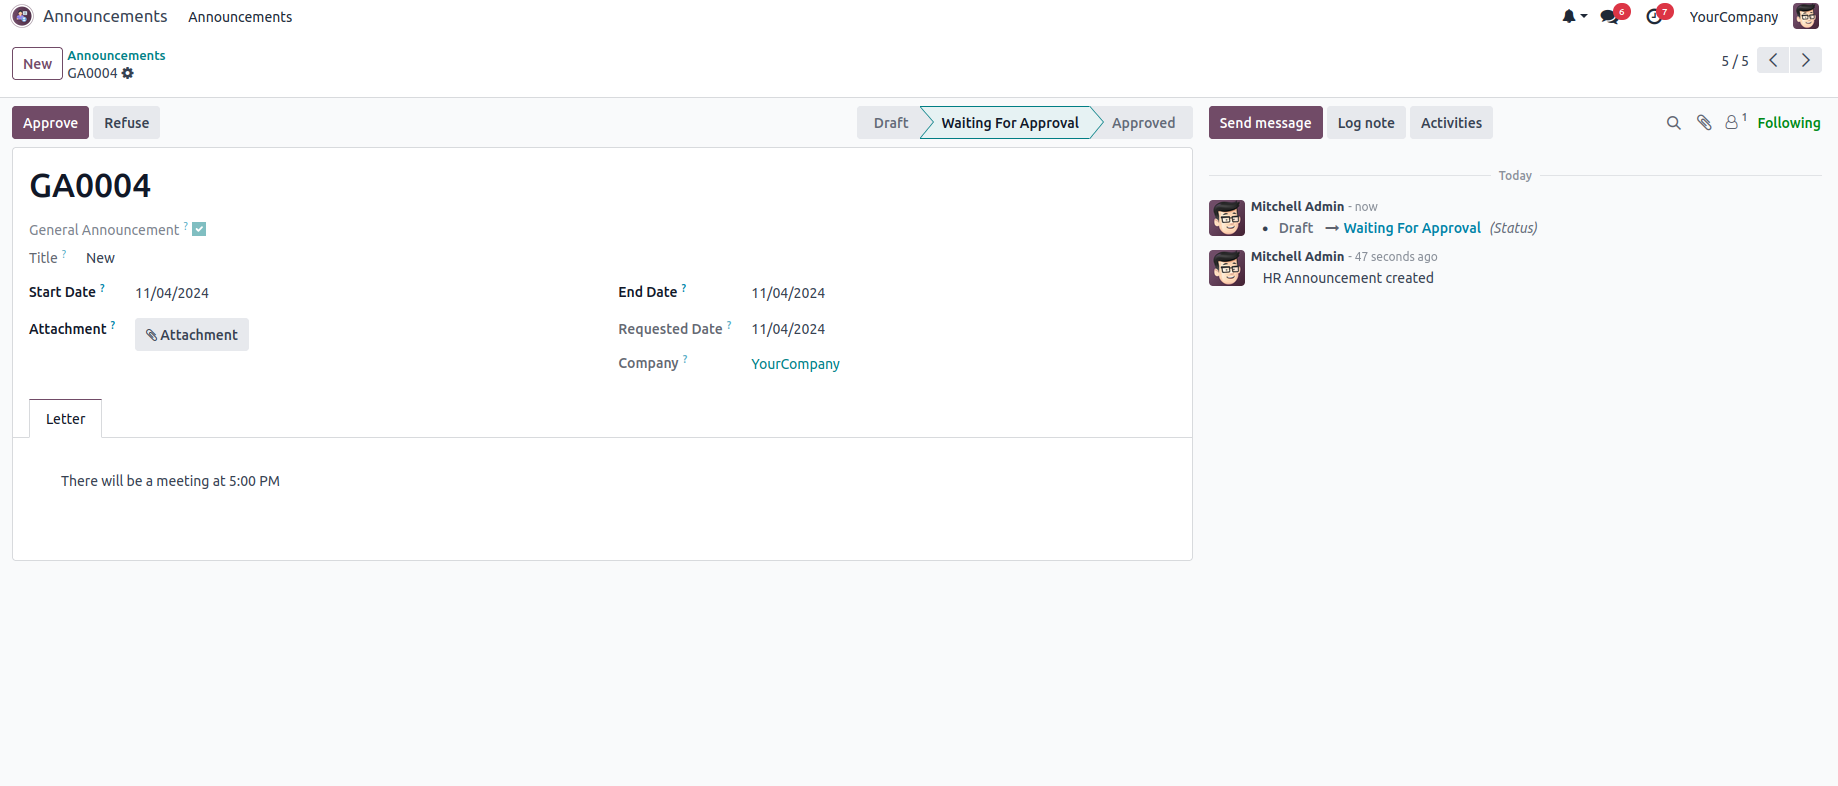 Announcements Announcements 6 7 YourCompany
New Announcements
GA0004 5 / 5
Approve Refuse Draft Waiting For Approval Approved Send message Log note Activities 1 Following
GA0004
Today
General Announcement ?
Title ? New
Start Date ? 11/04/2024 End Date ? 11/04/2024
Attachment ? Attachment Requested Date ? 11/04/2024
Company ? YourCompany
Letter
There will be a meeting at 5:00 PM
Mitchell Admin - now
• Draft → Waiting For Approval (Status)
Mitchell Admin - 47 seconds ago
HR Announcement created